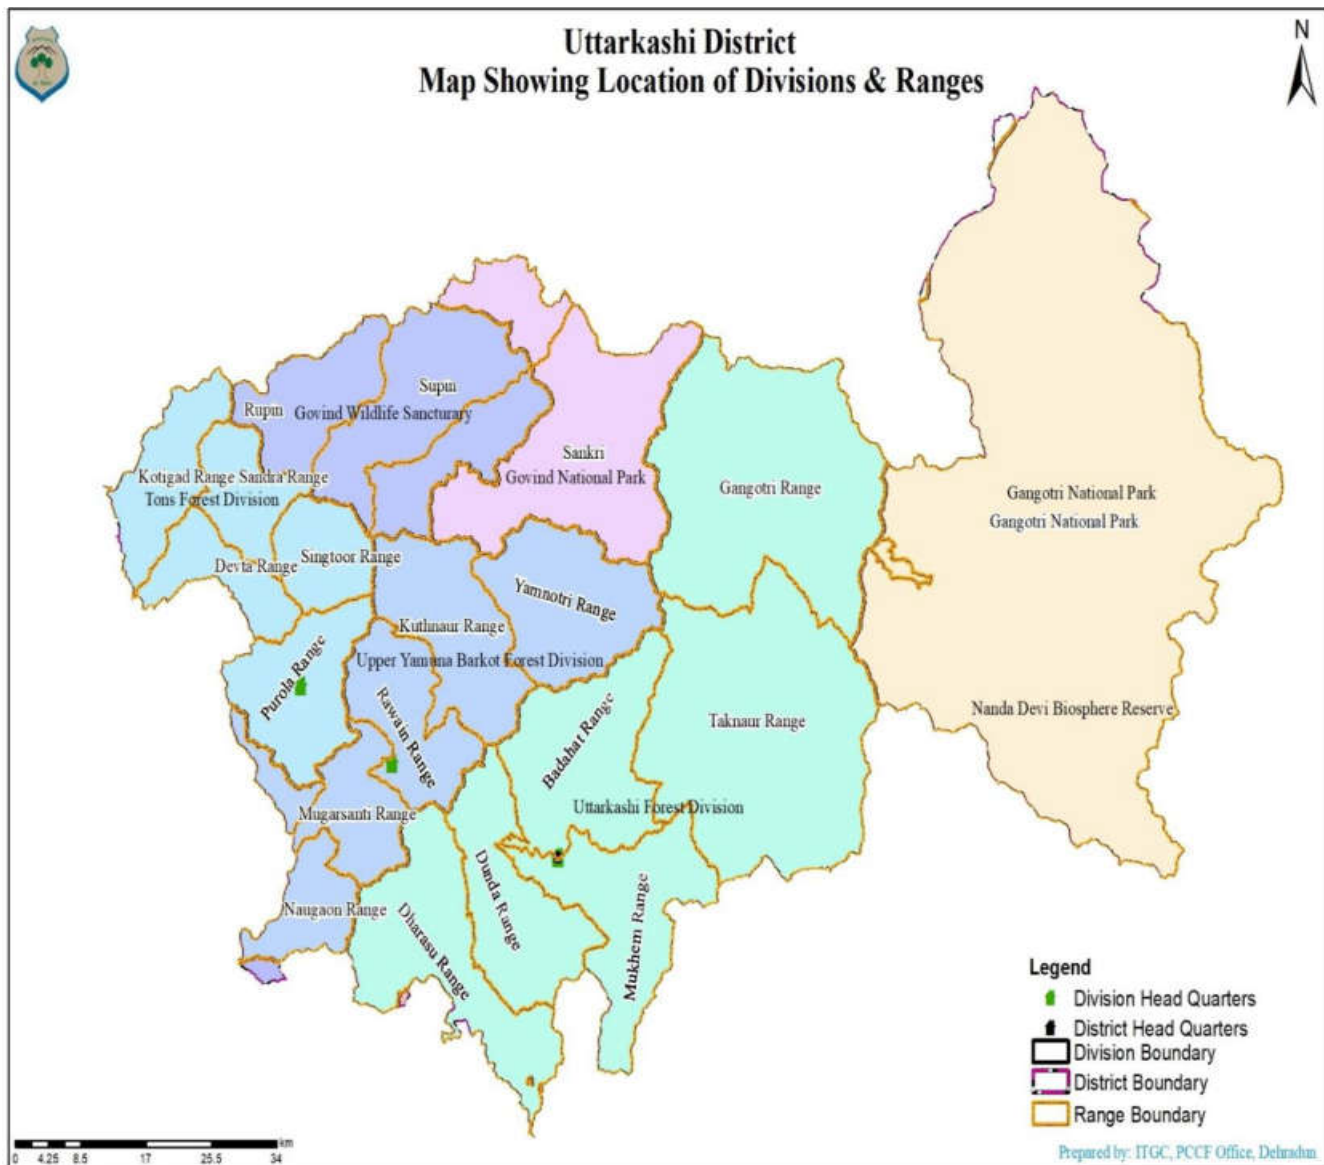 Uttarkashi District
Map Showing Location of Divisions & Ranges
N
Supin
Rupin
Govind Wildlife Sancturary
Sankri
Govind National Park
Kotigad Range
Sandra Range
Tons Forest Division
Gangotri Range
Gangotri National Park
Gangotri National Park
Devta Range
Singtoor Range
Yamnotri Range
Kuthnaur Range
Upper Yamuna Barkot Forest Division
Purola Range
Rawain Range
Badahat Range
Taknaur Range
Nanda Devi Biosphere Reserve
Uttarkashi Forest Division
Mugarsanti Range
Dunda Range
Naugaon Range
Dharasu Range
Mukhem Range
Legend
Division Head Quarters
District Head Quarters
Division Boundary
District Boundary
Range Boundary
km
0 4.25 8.5 17 25.5 34
Prepared by: ITGC, PCCF Office, Dehradun